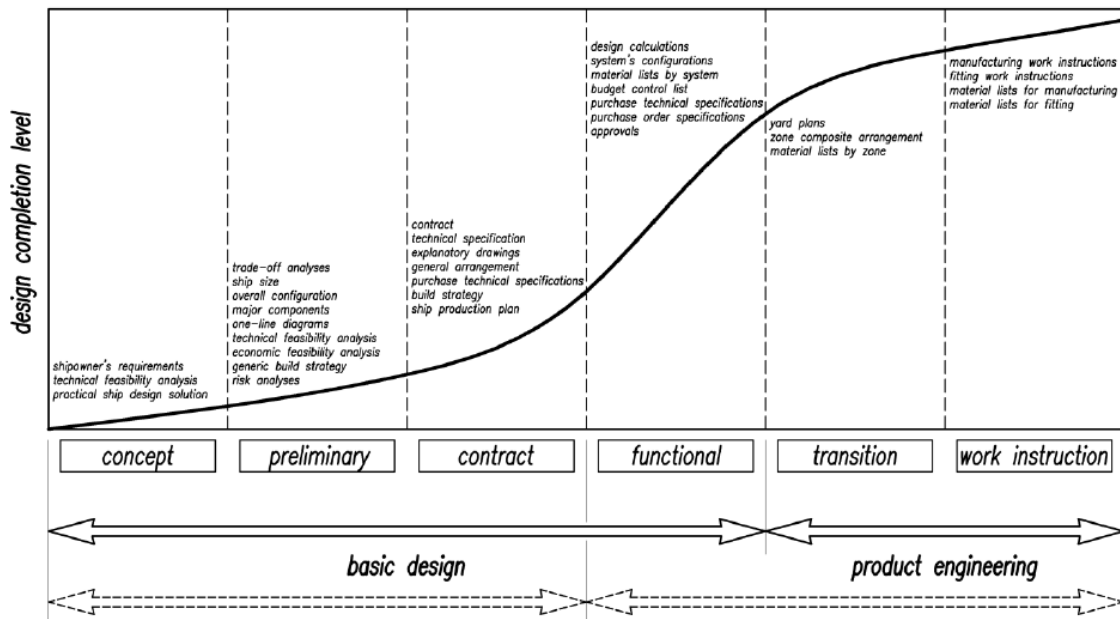 design completion level
shipowner's requirements
technical feasibility analysis
practical ship design solution
trade-off analyses
ship size
overall configuration
major components
one-line diagrams
technical feasibility analysis
economic feasibility analysis
generic build strategy
risk analyses
contract
technical specification
explanatory drawings
general arrangement
purchase technical specifications
build strategy
ship production plan
design calculations
system's configurations
material lists by system
budget control list
purchase technical specifications
purchase order specifications
approvals
yard plans
zone composite arrangement
material lists by zone
manufacturing work instructions
fitting work instructions
material lists for manufacturing
material lists for fitting
concept
preliminary
contract
functional
transition
work instruction
basic design
product engineering